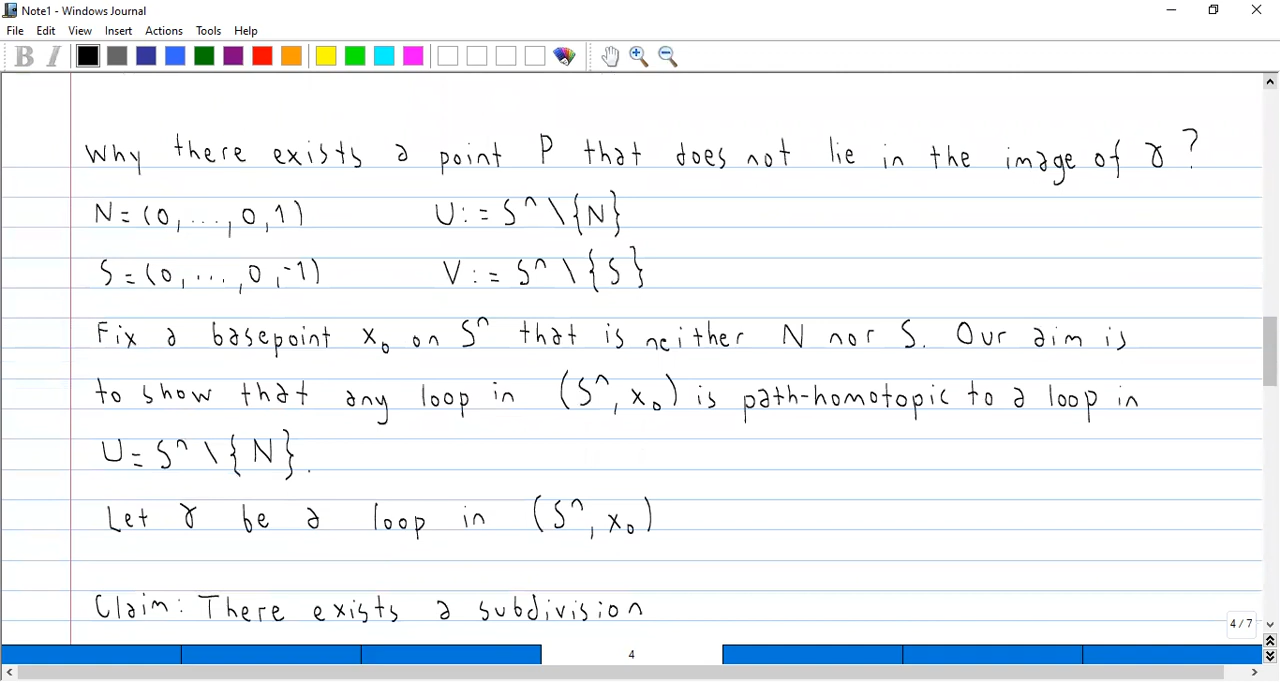 Note1 - Windows Journal
File Edit View Insert Actions Tools Help
B I
Why there exists a point P that does not lie in the image of γ?
N = (0, ..., 0, 1) U := S^n \ {N}
S = (0, ..., 0, -1) V := S^n \ {S}
Fix a basepoint x₀ on S^n that is neither N nor S. Our aim is
to show that any loop in (S^n, x₀) is path-homotopic to a loop in
U = S^n \ {N}.
Let γ be a loop in (S^n, x₀)
Claim: There exists a subdivision
4 / 7
4